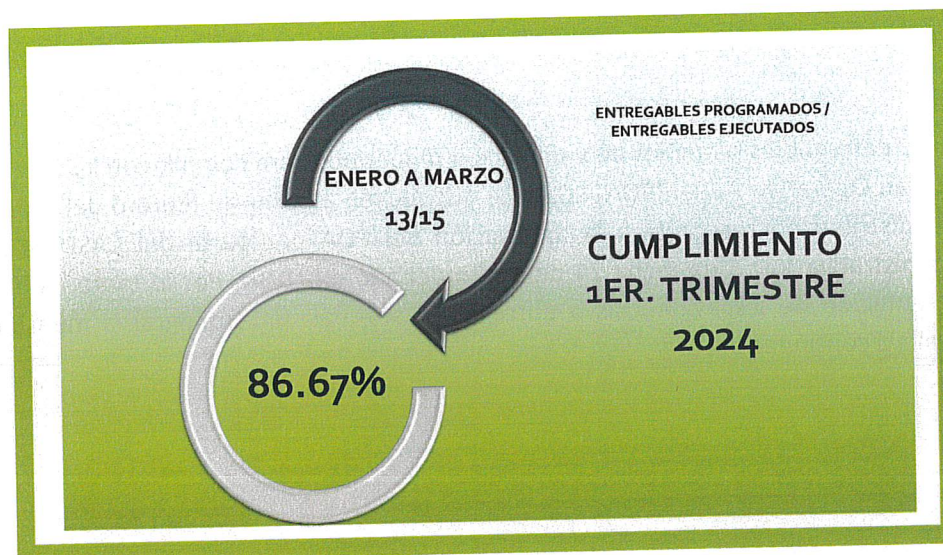 ENTREGABLES PROGRAMADOS /
ENTREGABLES EJECUTADOS
ENERO A MARZO
13/15
CUMPLIMIENTO
1ER. TRIMESTRE
2024
86.67%